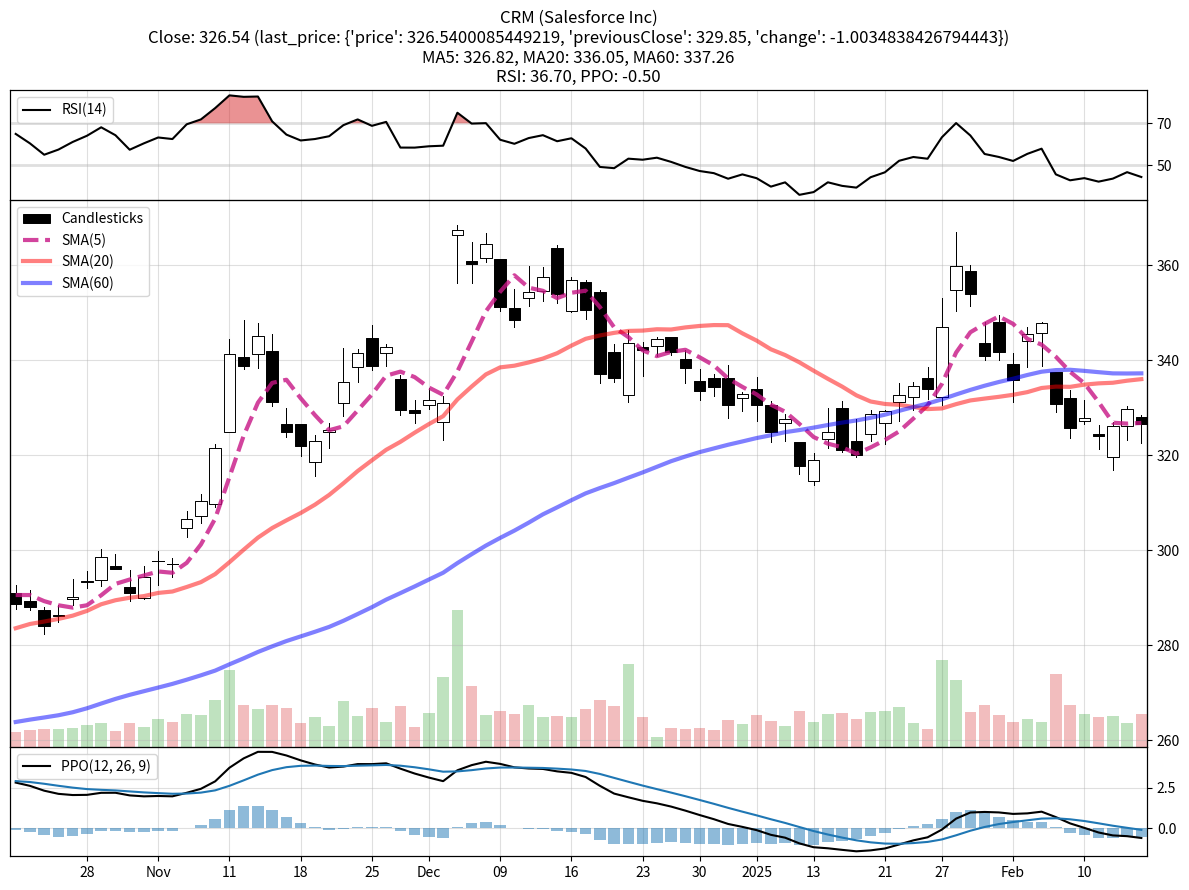 CRM (Salesforce Inc)
Close: 326.54 (last_price: {'price': 326.5400085449219, 'previousClose': 329.85, 'change': -1.0034838426794443})
MA5: 326.82, MA20: 336.05, MA60: 337.26
RSI: 36.70, PPO: -0.50
RSI(14)
70
50
Candlesticks
SMA(5)
SMA(20)
SMA(60)
360
340
320
300
280
260
PPO(12, 26, 9)
2.5
0.0
28 Nov 11 18 25 Dec 09 16 23 30 2025 13 21 27 Feb 10